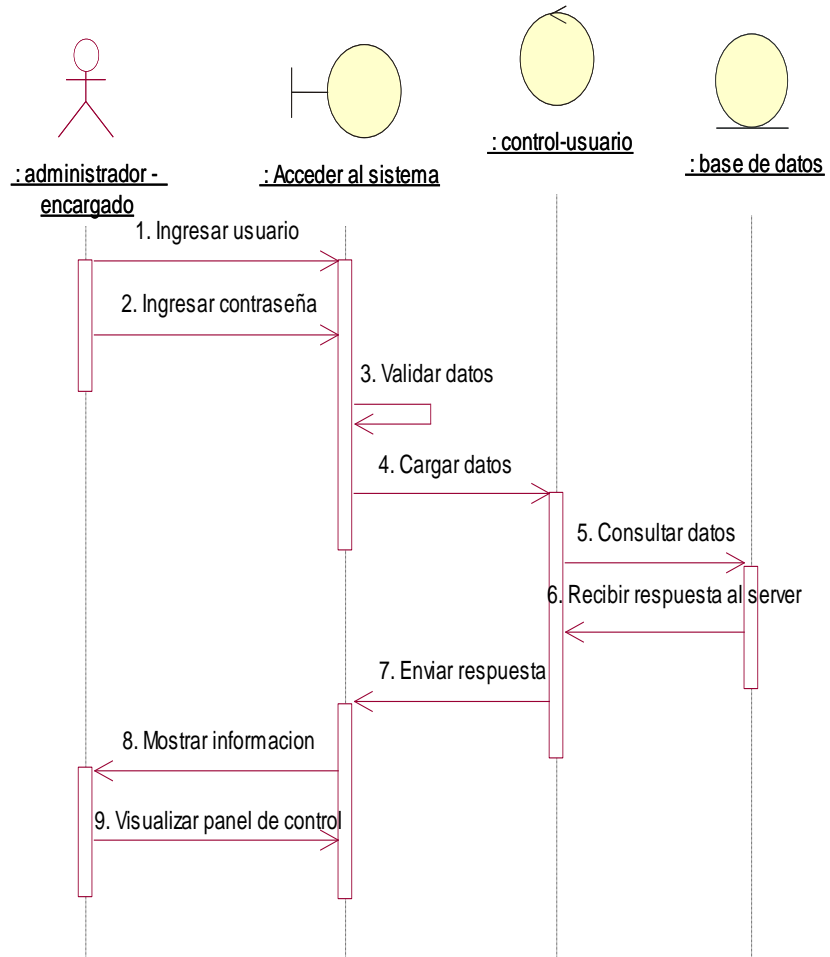 : administrador -
encargado
: Acceder al sistema
: control-usuario
: base de datos
1. Ingresar usuario
2. Ingresar contraseña
3. Validar datos
4. Cargar datos
5. Consultar datos
6. Recibir respuesta al server
7. Enviar respuesta
8. Mostrar informacion
9. Visualizar panel de control